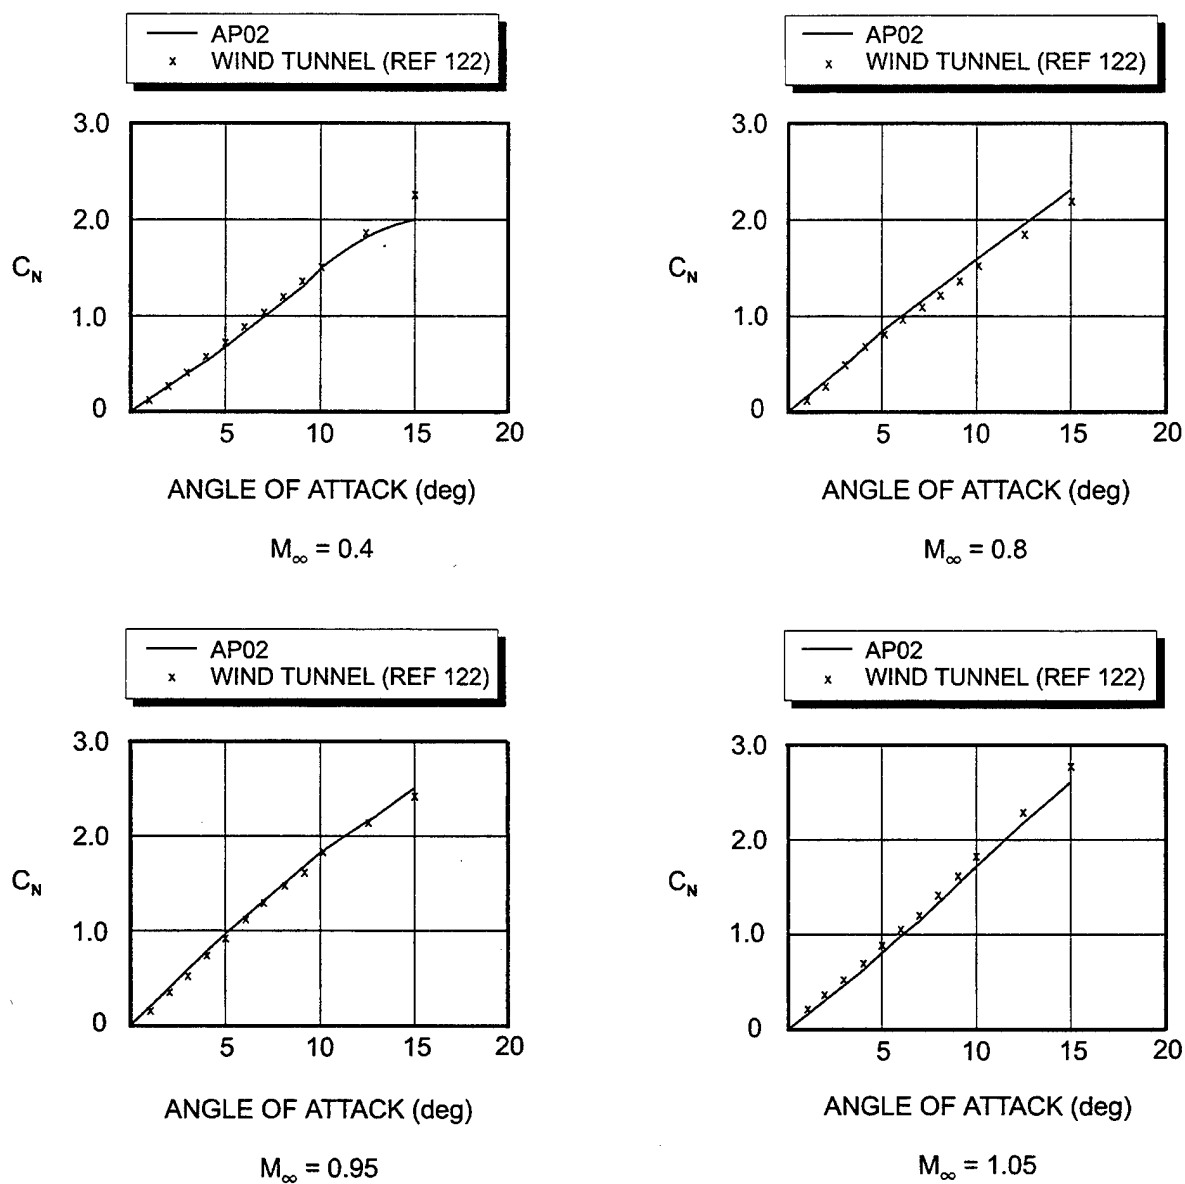 AP02
WIND TUNNEL (REF 122)
3.0
2.0
C_N
1.0
0
5 10 15 20
ANGLE OF ATTACK (deg)
M_∞ = 0.4
AP02
WIND TUNNEL (REF 122)
3.0
2.0
C_N
1.0
0
5 10 15 20
ANGLE OF ATTACK (deg)
M_∞ = 0.8
AP02
WIND TUNNEL (REF 122)
3.0
2.0
C_N
1.0
0
5 10 15 20
ANGLE OF ATTACK (deg)
M_∞ = 0.95
AP02
WIND TUNNEL (REF 122)
3.0
2.0
C_N
1.0
0
5 10 15 20
ANGLE OF ATTACK (deg)
M_∞ = 1.05